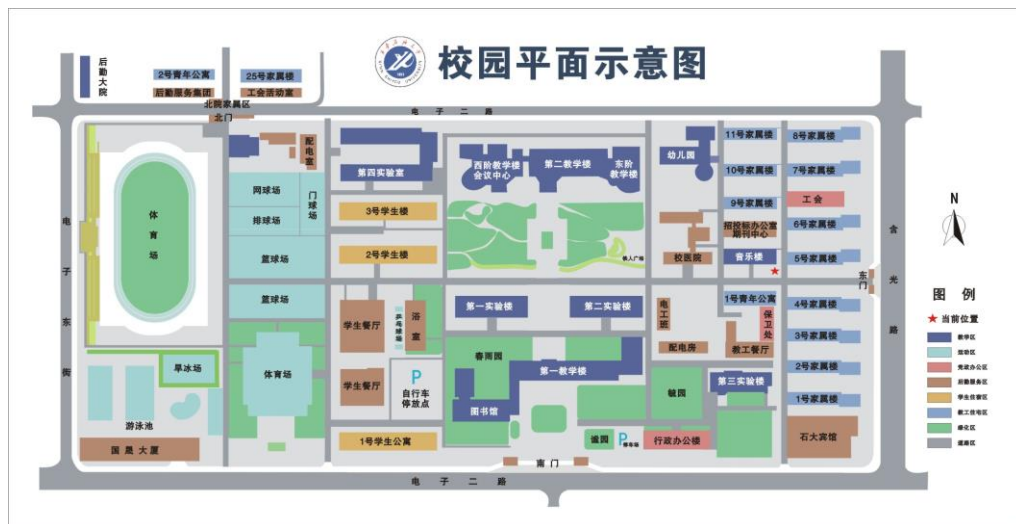 校园平面示意图
后勤大院
2号青年公寓
后勤服务集团
25号家属楼
工会活动室
北院家属区
北门
电子二路
配电室
第四实验室
西阶教学楼
会议中心
第二教学楼
东阶
教学楼
幼儿园
11号家属楼
8号家属楼
10号家属楼
7号家属楼
网球场
门球场
排球场
3号学生楼
9号家属楼
工会
招投标办公室
期刊中心
6号家属楼
体育场
篮球场
2号学生楼
铁人广场
校医院
音乐楼
5号家属楼
电子东街
含光路
N
东门
篮球场
学生餐厅
乒乓球场
浴室
第一实验楼
第二实验楼
电工班
1号青年公寓
保卫处
4号家属楼
配电房
教工餐厅
3号家属楼
旱冰场
体育场
学生餐厅
P
自行车
停放点
春雨园
第一教学楼
图书馆
毓园
第三实验楼
2号家属楼
1号家属楼
游泳池
国晟大厦
1号学生公寓
谧园
P
停车场
行政办公楼
石大宾馆
南门
电子二路
图例
当前位置
教学区
运动区
党政办公区
后勤服务区
学生住宿区
教工住宅区
绿化区
道路区